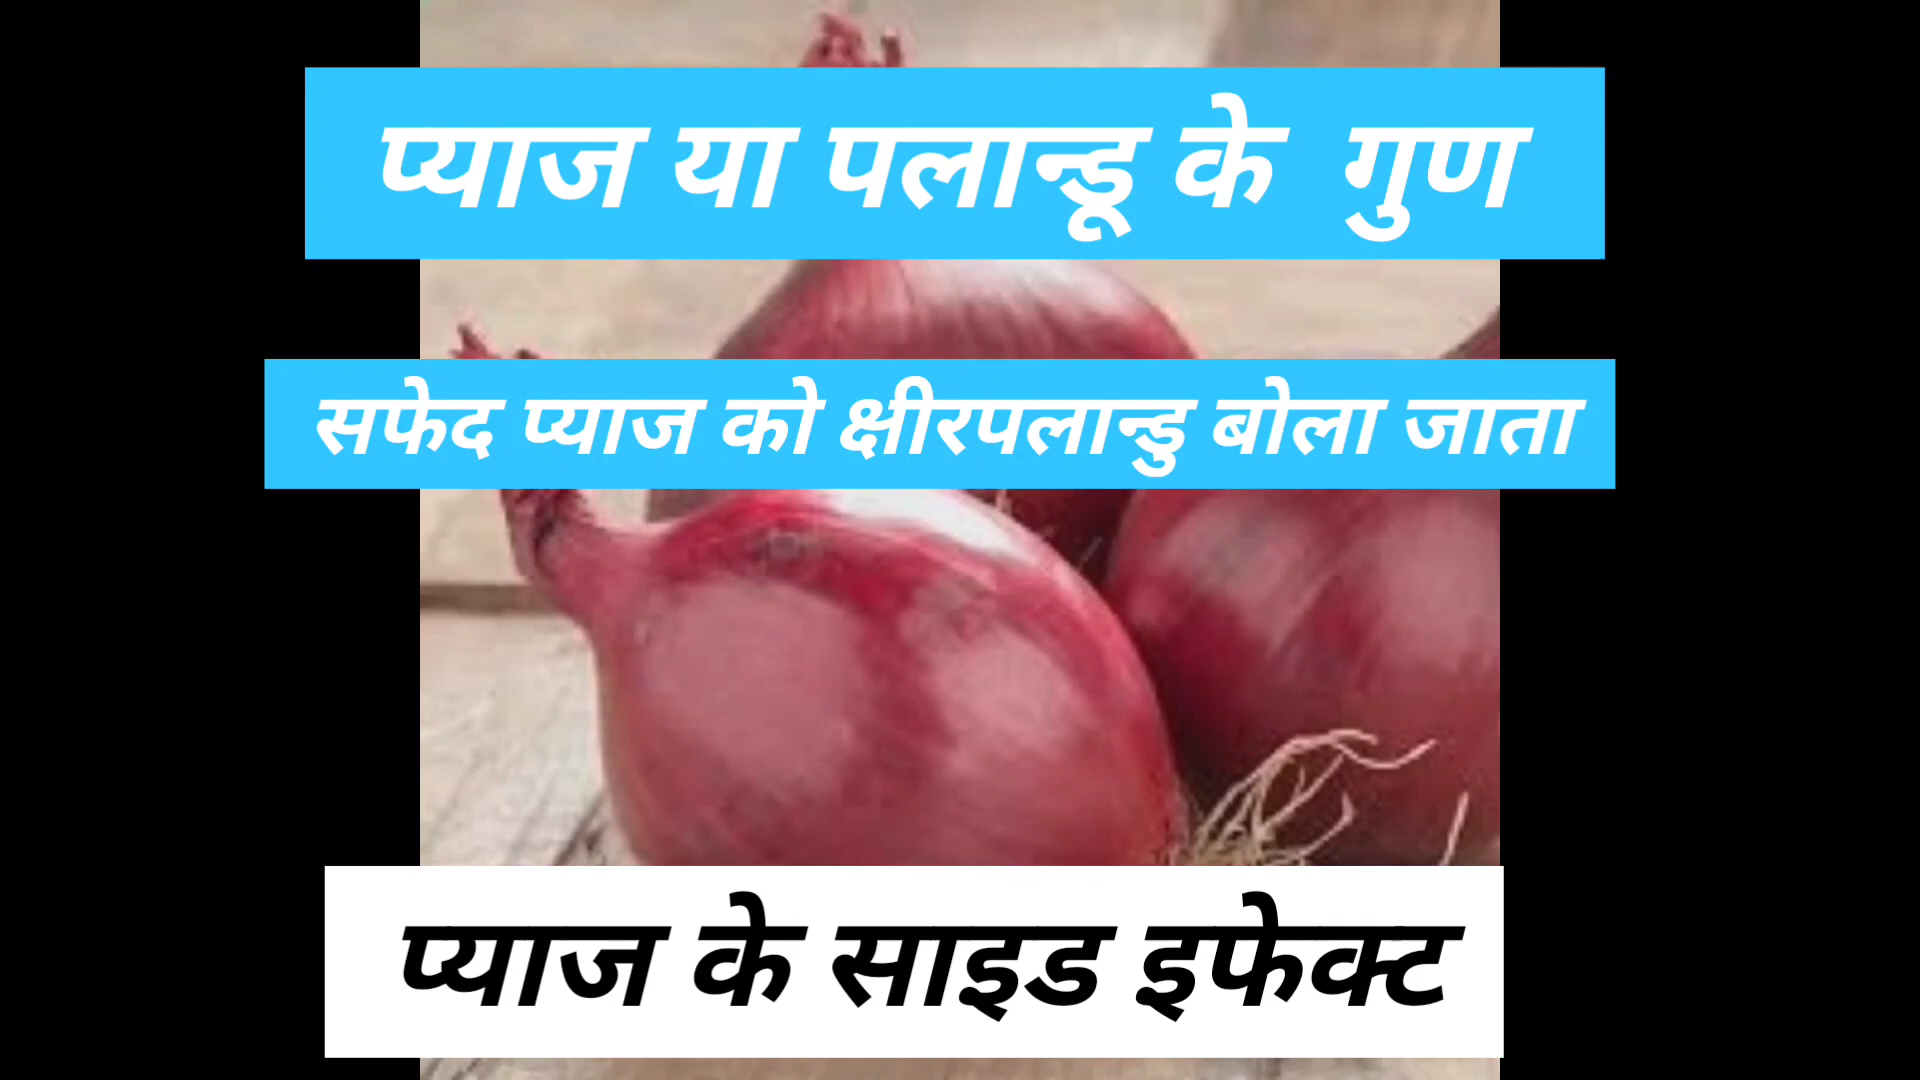 प्याज या पलान्डू के गुण
सफेद प्याज को क्षीरपलान्डु बोला जाता
प्याज के साइड इफेक्ट